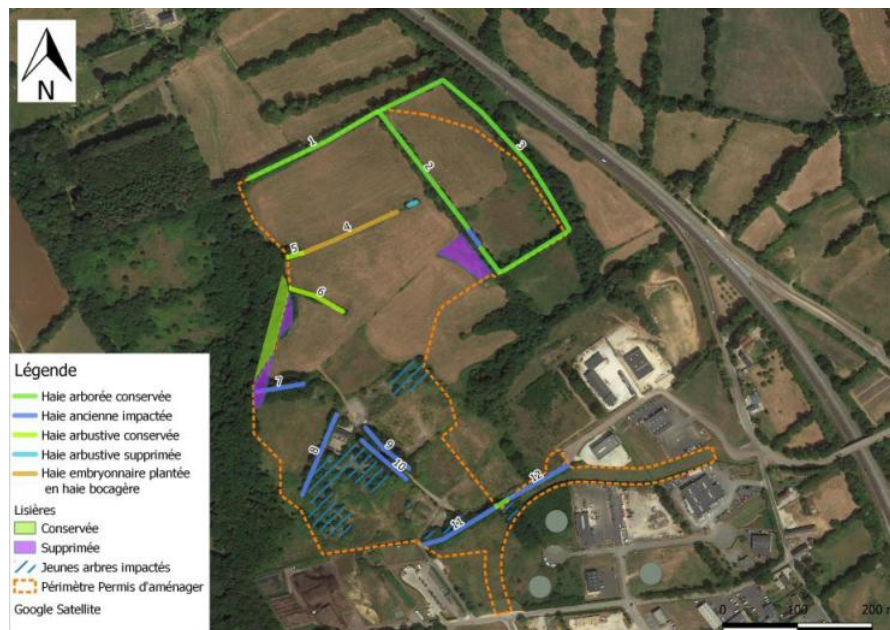 N
1
2
3
4
5
6
7
8
9
10
11
12
Légende
Haie arborée conservée
Haie ancienne impactée
Haie arbustive conservée
Haie arbustive supprimée
Haie embryonnaire plantée
en haie bocagère
Lisières
Conservée
Supprimée
Jeunes arbres impactés
Périmètre Permis d'aménager
Google Satellite
0 100 200 m